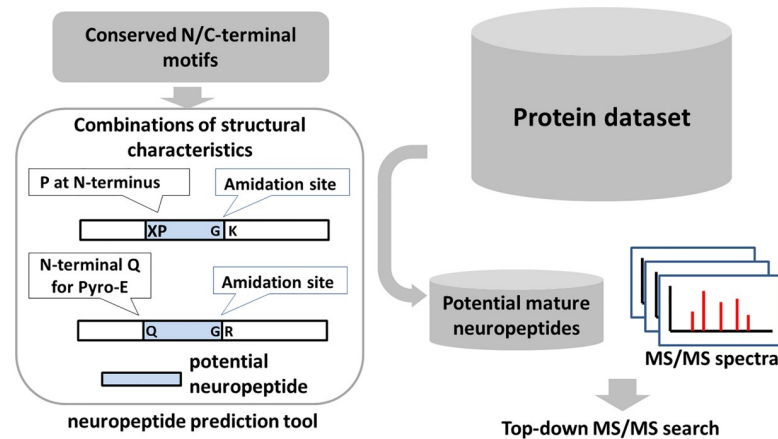 Conserved N/C-terminal
motifs
Combinations of structural
characteristics
P at N-terminus
Amidation site
XP G K
N-terminal Q
for Pyro-E
Amidation site
Q G R
potential
neuropeptide
neuropeptide prediction tool
Protein dataset
Potential mature
neuropeptides
MS/MS spectra
Top-down MS/MS search